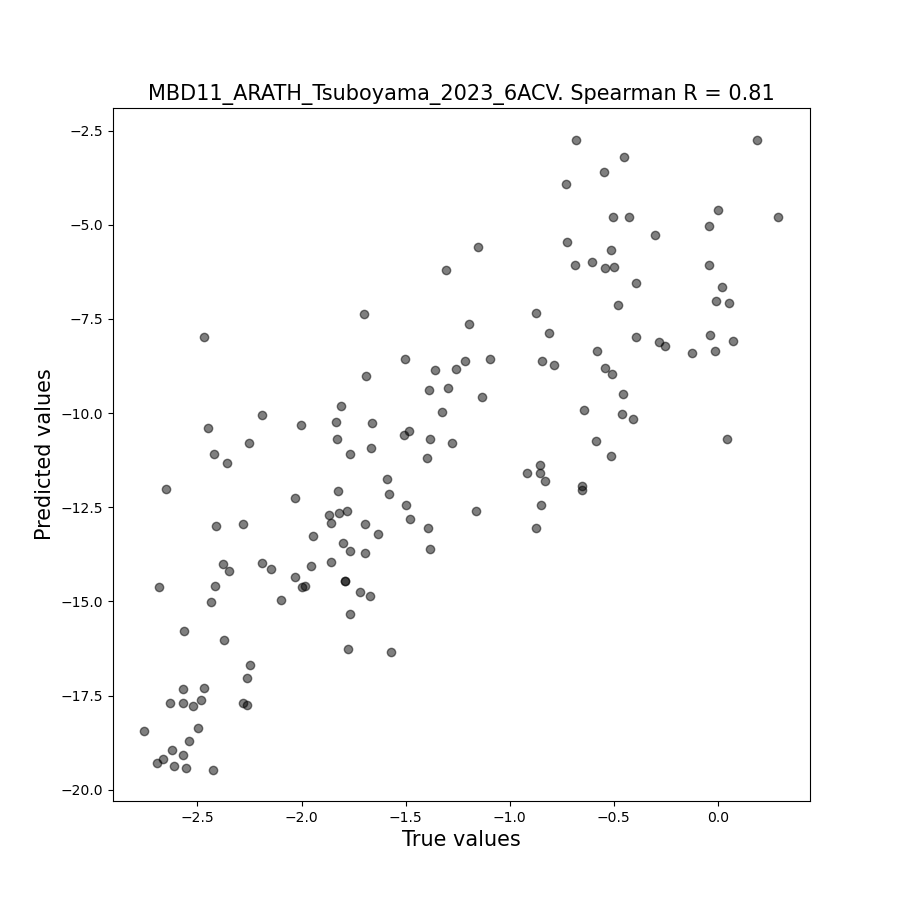 MBD11_ARATH_Tsuboyama_2023_6ACV. Spearman R = 0.81
−2.5
−5.0
−7.5
−10.0
−12.5
−15.0
−17.5
−20.0
Predicted values
−2.5 −2.0 −1.5 −1.0 −0.5 0.0
True values